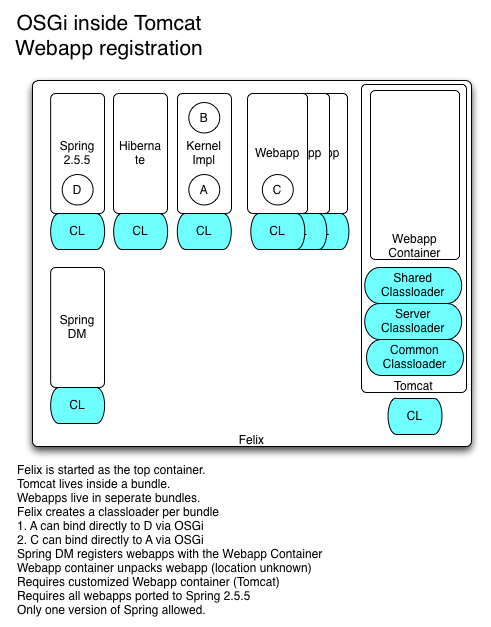 OSGi inside Tomcat
Webapp registration
B
Spring
2.5.5
Hiberna
te
Kernel
Impl
Webapp
pp
pp
D
A
C
CL
CL
CL
CL
L
L
Webapp
Container
Shared
Classloader
Server
Classloader
Common
Classloader
Tomcat
CL
Spring
DM
CL
Felix
Felix is started as the top container.
Tomcat lives inside a bundle.
Webapps live in seperate bundles.
Felix creates a classloader per bundle
1. A can bind directly to D via OSGi
2. C can bind directly to A via OSGi
Spring DM registers webapps with the Webapp Container
Webapp container unpacks webapp (location unknown)
Requires customized Webapp container (Tomcat)
Requires all webapps ported to Spring 2.5.5
Only one version of Spring allowed.